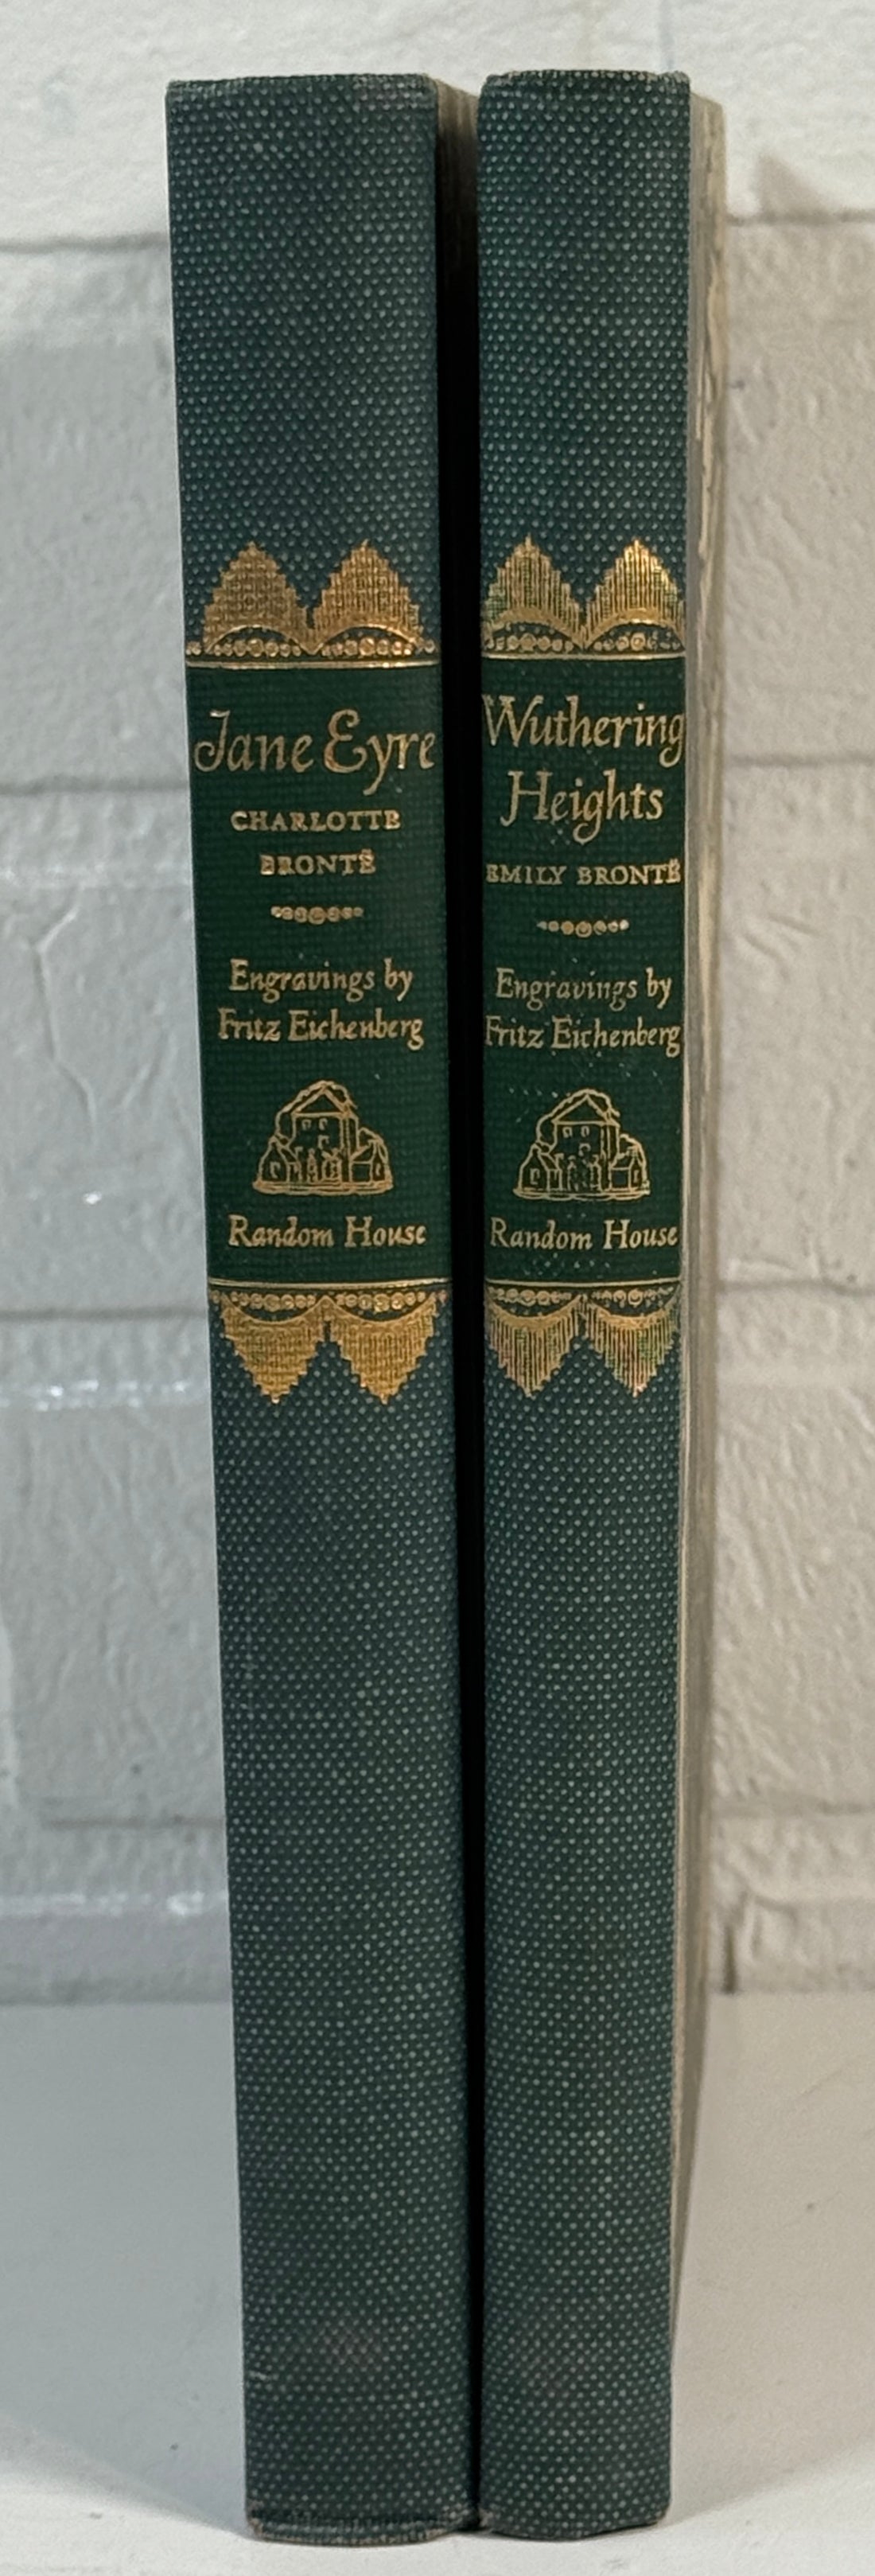 Jane Eyre
CHARLOTTE
BRONTË
Engravings by
Fritz Eichenberg
Random House
Wuthering
Heights
EMILY BRONTË
Engravings by
Fritz Eichenberg
Random House